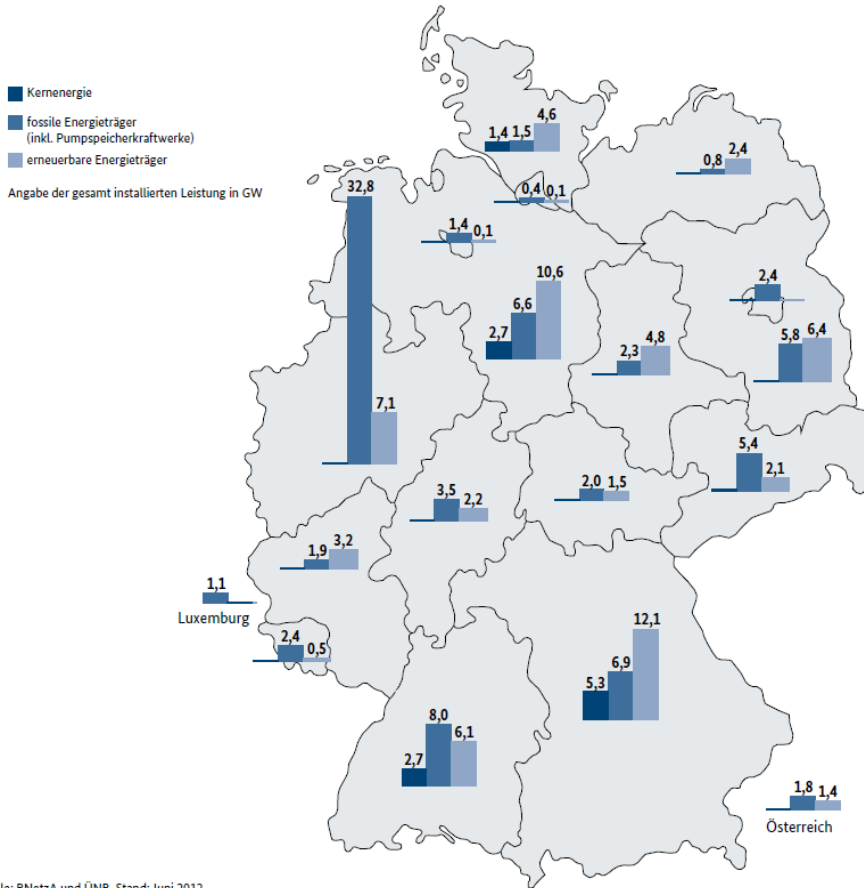 Kernenergie
fossile Energieträger
(inkl. Pumpspeicherkraftwerke)
erneuerbare Energieträger
Angabe der gesamt installierten Leistung in GW
1,4 1,5 4,6
0,8 2,4
0,4 0,1
32,8 7,1
1,4 0,1
2,7 6,6 10,6
2,3 4,8
2,4
5,8 6,4
5,4 2,1
3,5 2,2
2,0 1,5
1,9 3,2
1,1
Luxemburg
2,4 0,5
5,3 6,9 12,1
2,7 8,0 6,1
1,8 1,4
Österreich
BNetzA und ÜNB, Stand: Juni 2012